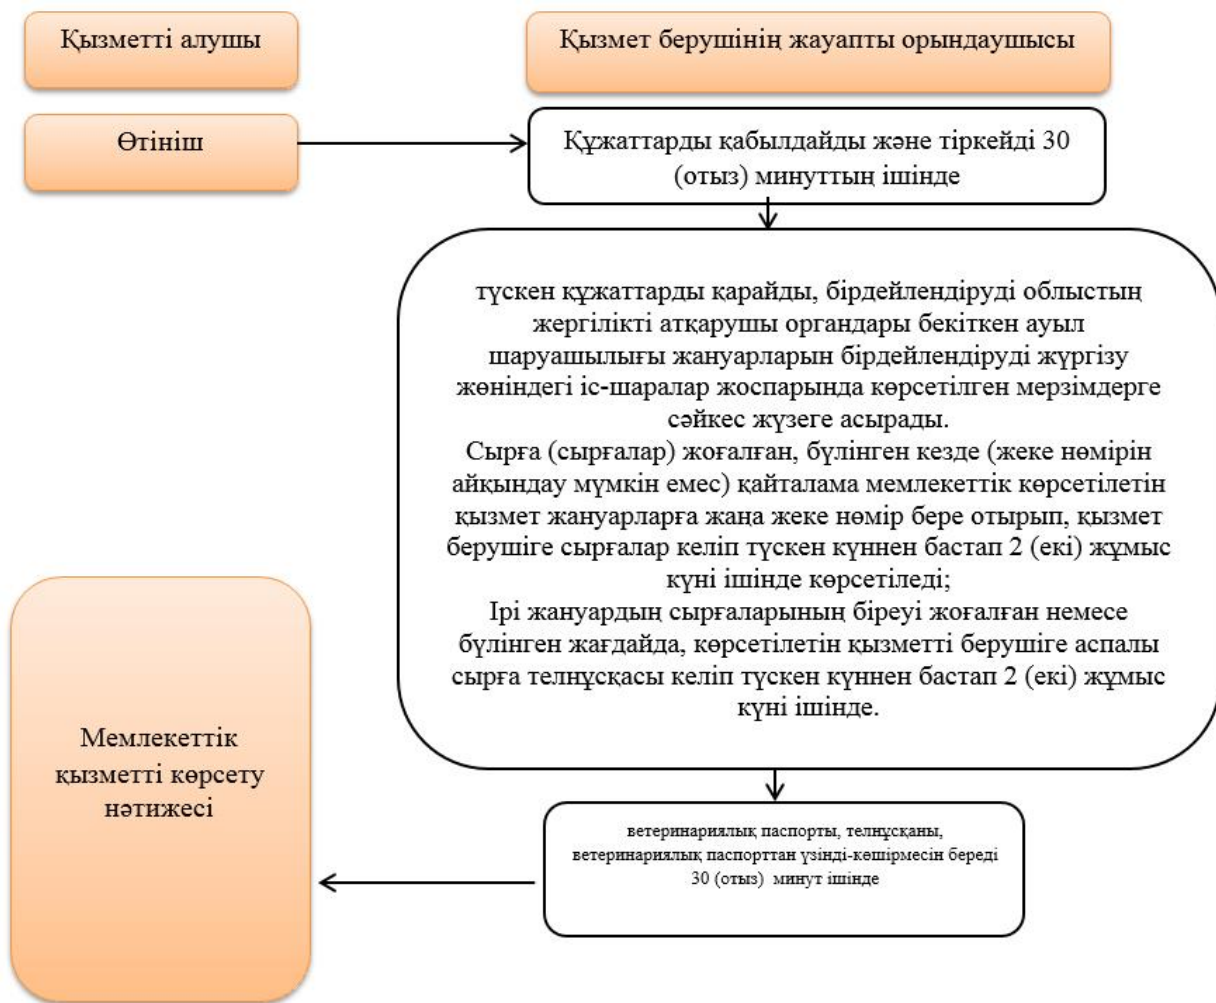 Қызметті алушы
Қызмет берушінің жауапты орындаушысы
Өтініш
Құжаттарды қабылдайды және тіркейді 30
(отыз) минуттың ішінде
түскен құжаттарды қарайды, бірдейлендіруді облыстың
жергілікті атқарушы органдары бекіткен ауыл
шаруашылығы жануарларын бірдейлендіруді жүргізу
жөніндегі іс-шаралар жоспарында көрсетілген мерзімдерге
сәйкес жүзеге асырады.
Сырға (сырғалар) жоғалған, бүлінген кезде (жеке нөмірін
айқындау мүмкін емес) қайталама мемлекеттік көрсетілетін
қызмет жануарларға жаңа жеке нөмір бере отырып, қызмет
берушіге сырғалар келіп түскен күннен бастап 2 (екі) жұмыс
күні ішінде көрсетіледі;
Ірі жануардың сырғаларының біреуі жоғалған немесе
бүлінген жағдайда, көрсетілетін қызметті берушіге аспалы
сырға телнұсқасы келіп түскен күннен бастап 2 (екі) жұмыс
күні ішінде.
Мемлекеттік
қызметті көрсету
нәтижесі
ветеринариялық паспорты, телнұсқаны,
ветеринариялық паспорттан үзінді-көшірмесін береді
30 (отыз) минут ішінде